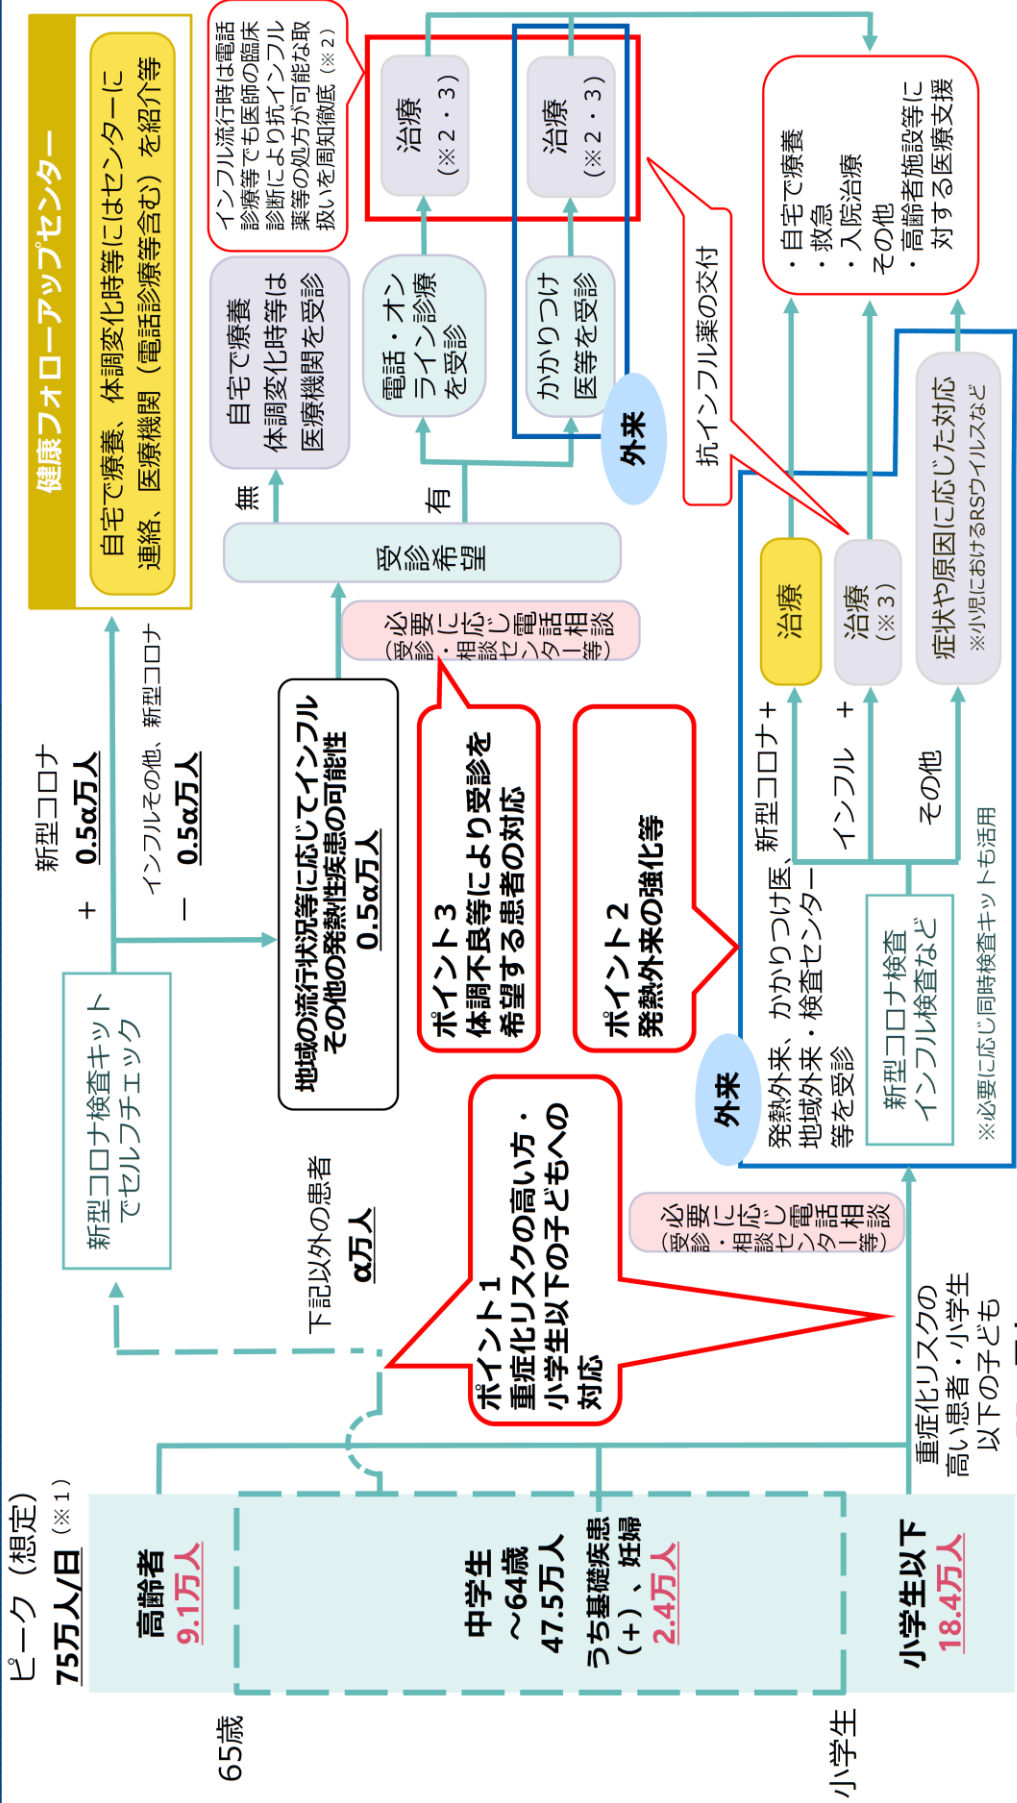 ピーク（想定）
75万人/日（※１）
高齢者
9.1万人
65歳
中学生
～64歳
47.5万人
うち基礎疾患
（＋）、妊婦
2.4万人
小学生
小学生以下
18.4万人
下記以外の患者
α万人
新型コロナ検査キット
でセルフチェック
新型コロナ
＋
0.5α万人
インフルその他、新型コロナ
－
0.5α万人
健康フォローアップセンター
自宅で療養、体調変化時等にはセンターに
連絡、医療機関（電話診療等含む）を紹介等
地域の流行状況等に応じてインフル
その他の発熱性疾患の可能性
0.5α万人
必要に応じ電話相談
（受診・相談センター等）
受診希望
無
自宅で療養
体調変化時等は
医療機関を受診
有
電話・オン
ライン診療
を受診
かかりつけ
医等を受診
外来
治療
（※２・３）
治療
（※２・３）
インフル流行時は電話
診療等でも医師の臨床
診断により抗インフル
薬等の処方が可能な取
扱いを周知徹底（※２）
ポイント３
体調不良等により受診を
希望する患者の対応
ポイント２
発熱外来の強化等
ポイント１
重症化リスクの高い方・
小学生以下の子どもへの
対応
重症化リスクの
高い患者・小学生
以下の子ども
必要に応じ電話相談
（受診・相談センター等）
外来
発熱外来、かかりつけ医、
地域外来・検査センター
等を受診
新型コロナ検査
インフル検査など
※必要に応じ同時検査キットも活用
新型コロナ＋
インフル　＋
その他
治療
治療
（※３）
症状や原因に応じた対応
※小児におけるRSウイルスなど
抗インフル薬の交付
・自宅で療養
・救急
・入院治療
その他
・高齢者施設等に
対する医療支援